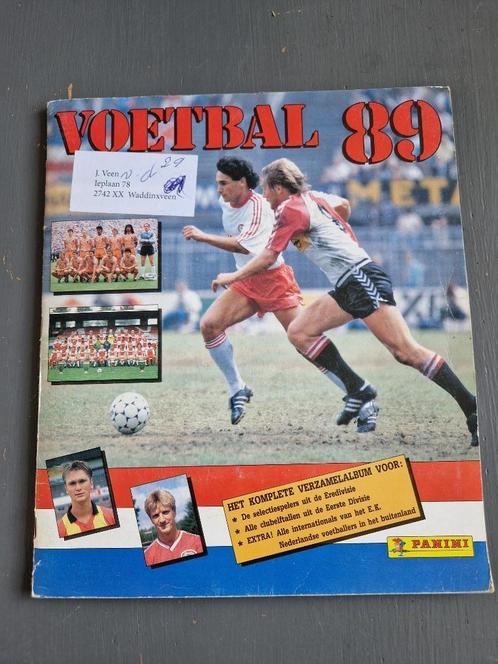 VOETBAL 89
J. Veen
Ieplaan 78
2742 XX Waddinxveen
META
HET KOMPLETE VERZAMELALBUM VOOR:
★ De selectiespelers uit de Eredivisie
★ Alle clubelftallen uit de Eerste Divisie
★ EXTRA! Alle internationals van het E.K.
Nederlandse voetballers in het buitenland
PANINI